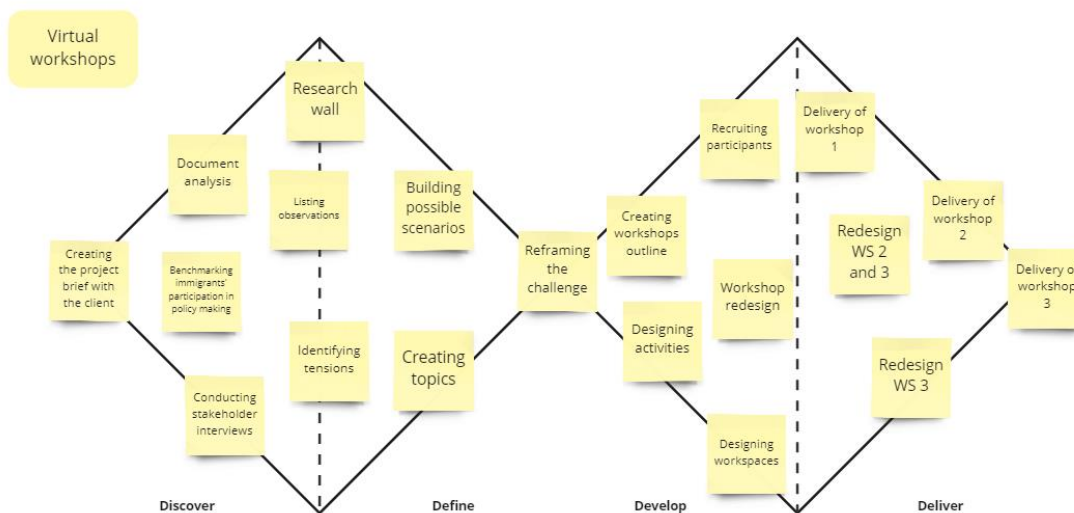 Virtual
workshops
Research
wall
Document
analysis
Listing
observations
Building
possible
scenarios
Creating
the project
brief with
the client
Benchmarking
immigrants'
participation in
policy making
Identifying
tensions
Creating
topics
Conducting
stakeholder
interviews
Reframing
the
challenge
Recruiting
participants
Creating
workshops
outline
Workshop
redesign
Designing
activities
Designing
workspaces
Delivery of
workshop
1
Delivery of
workshop
2
Redesign
WS 2
and 3
Delivery of
workshop
3
Redesign
WS 3
Discover
Define
Develop
Deliver